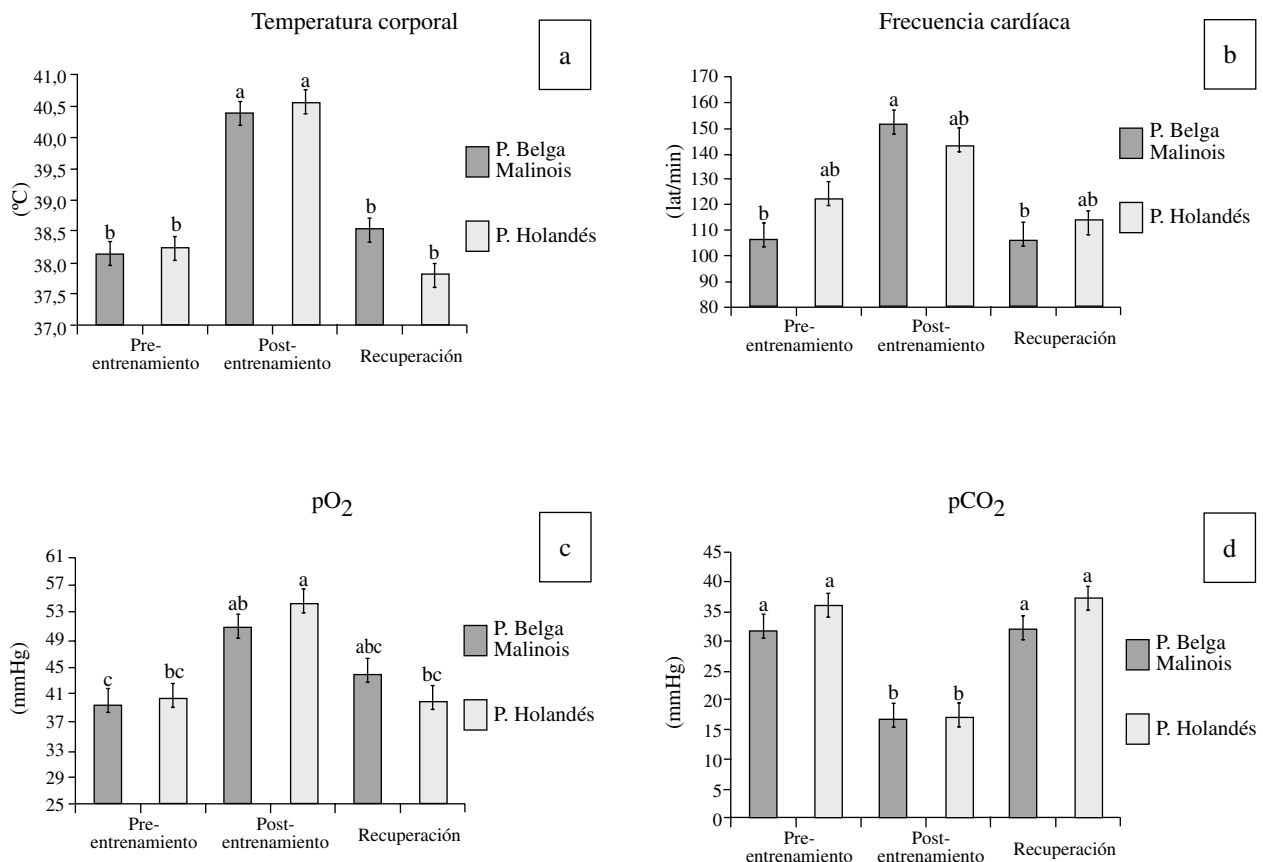 Temperatura corporal
a
41,0
40,5
40,0
39,5
39,0
38,5
38,0
37,5
37,0
(ºC)
b
b
a
a
b
b
Pre-
entrenamiento
Post-
entrenamiento
Recuperación
P. Belga
Malinois
P. Holandés
Frecuencia cardíaca
b
170
160
150
140
130
120
110
100
90
80
(lat/min)
b
ab
a
ab
b
ab
Pre-
entrenamiento
Post-
entrenamiento
Recuperación
P. Belga
Malinois
P. Holandés
pO2
c
61
57
53
49
45
41
37
33
29
25
(mmHg)
c
bc
ab
a
abc
bc
Pre-
entrenamiento
Post-
entrenamiento
Recuperación
P. Belga
Malinois
P. Holandés
pCO2
d
45
40
35
30
25
20
15
10
5
0
(mmHg)
a
a
b
b
a
a
Pre-
entrenamiento
Post-
entrenamiento
Recuperación
P. Belga
Malinois
P. Holandés